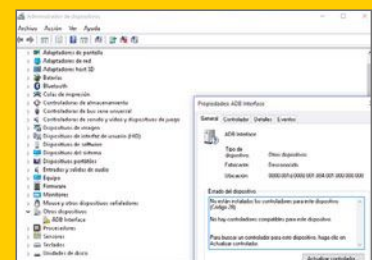 Administrador de dispositivos
Archivo Acción Ver Ayuda
Adaptadores de pantalla
Adaptadores de red
Adaptadores host SD
Baterías
Bluetooth
Colas de impresión
Controladoras de almacenamiento
Controladoras de bus serie universal
Controladoras de sonido y vídeo y dispositivos de juego
Dispositivos de imagen
Dispositivos de interfaz de usuario (HID)
Dispositivos de software
Dispositivos del sistema
Dispositivos portátiles
Entradas y salidas de audio
Equipo
Firmware
Monitores
Mouse y otros dispositivos señaladores
Otros dispositivos
ADB Interface
Procesadores
Sensores
Teclados
Unidades de disco
Propiedades: ADB Interface
General Controlador Detalles Eventos
ADB Interface
Tipo de dispositivo: Otros dispositivos
Fabricante: Desconocido
Ubicación:
Estado del dispositivo
No están instalados los controladores para este dispositivo.
(Código 28)
No hay controladores compatibles para este dispositivo.
Para buscar un controlador para este dispositivo, haga clic en
Actualizar controlador.
Actualizar controlador